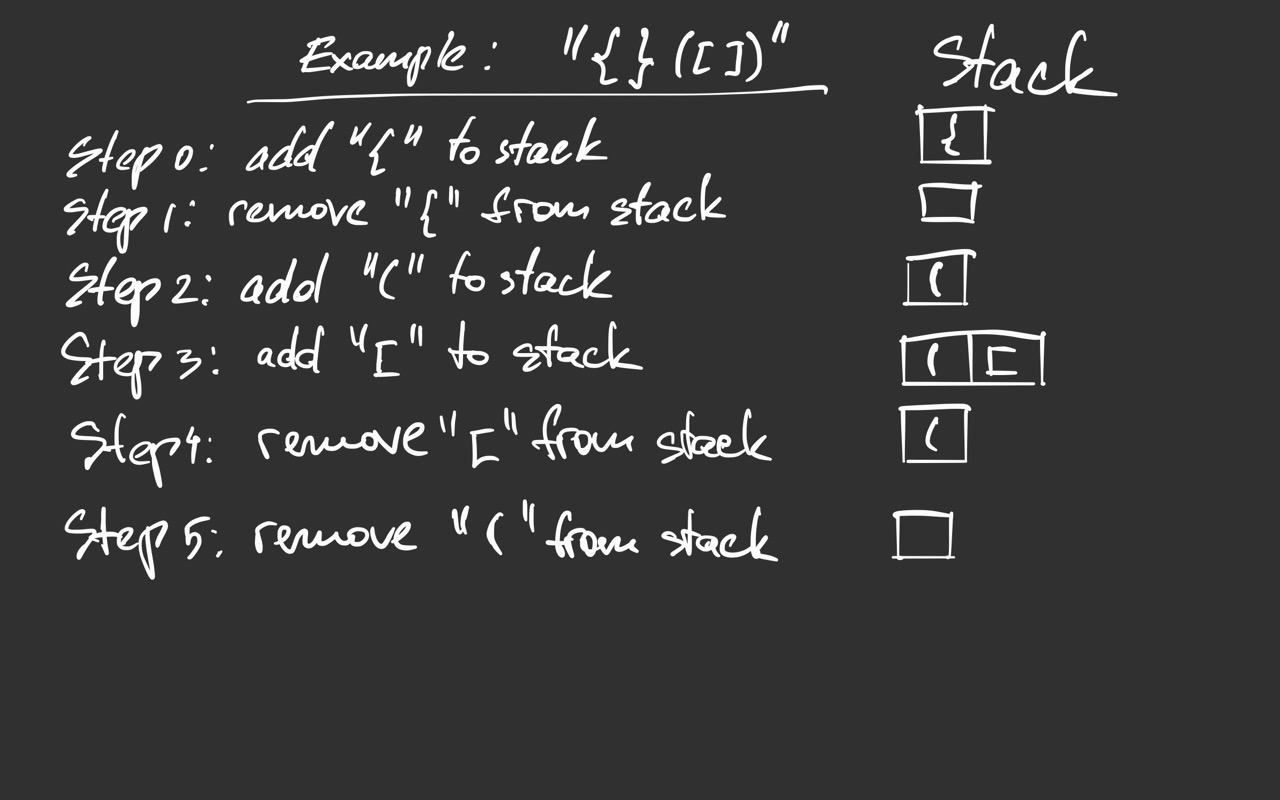 Example: "{}([])" Stack
Step 0: add "{" to stack {
Step 1: remove "{" from stack
Step 2: add "(" to stack (
Step 3: add "[" to stack ( [
Step 4: remove "[" from stack (
Step 5: remove "(" from stack